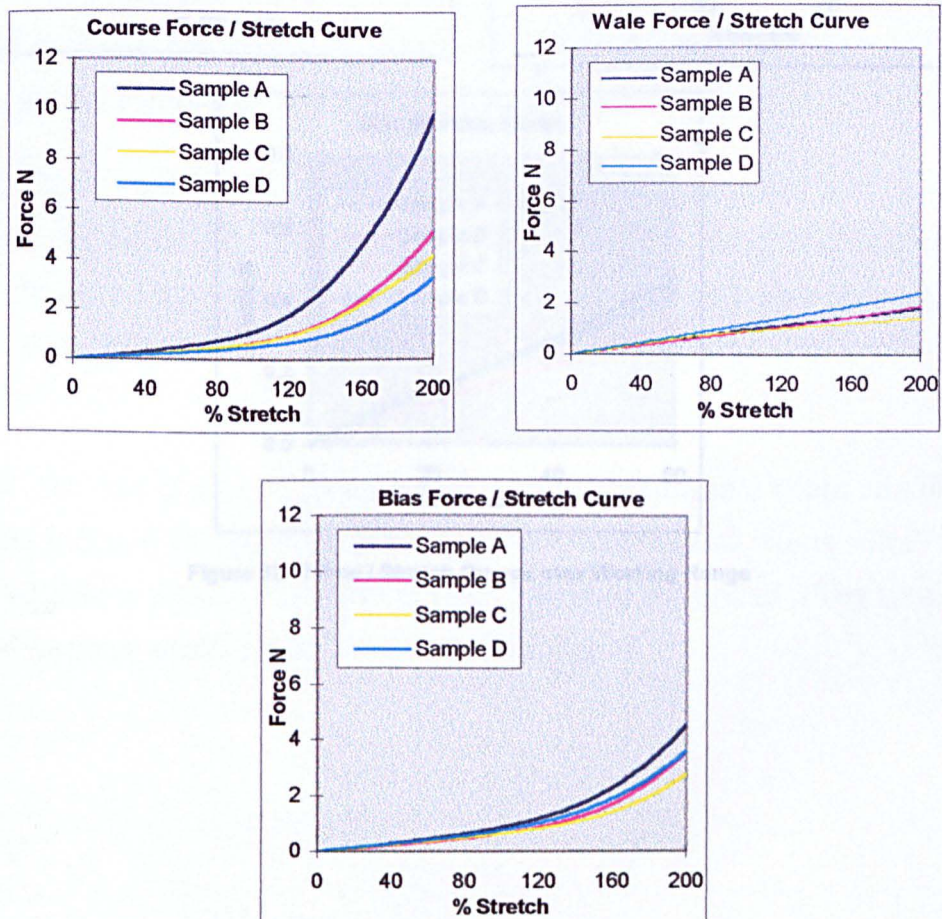 Course Force / Stretch Curve
12
10
8
6
4
2
0
Force N
Sample A
Sample B
Sample C
Sample D
0 40 80 120 160 200
% Stretch
Wale Force / Stretch Curve
12
10
8
6
4
2
0
Force N
Sample A
Sample B
Sample C
Sample D
0 40 80 120 160 200
% Stretch
Bias Force / Stretch Curve
12
10
8
6
4
2
0
Force N
Sample A
Sample B
Sample C
Sample D
0 40 80 120 160 200
% Stretch